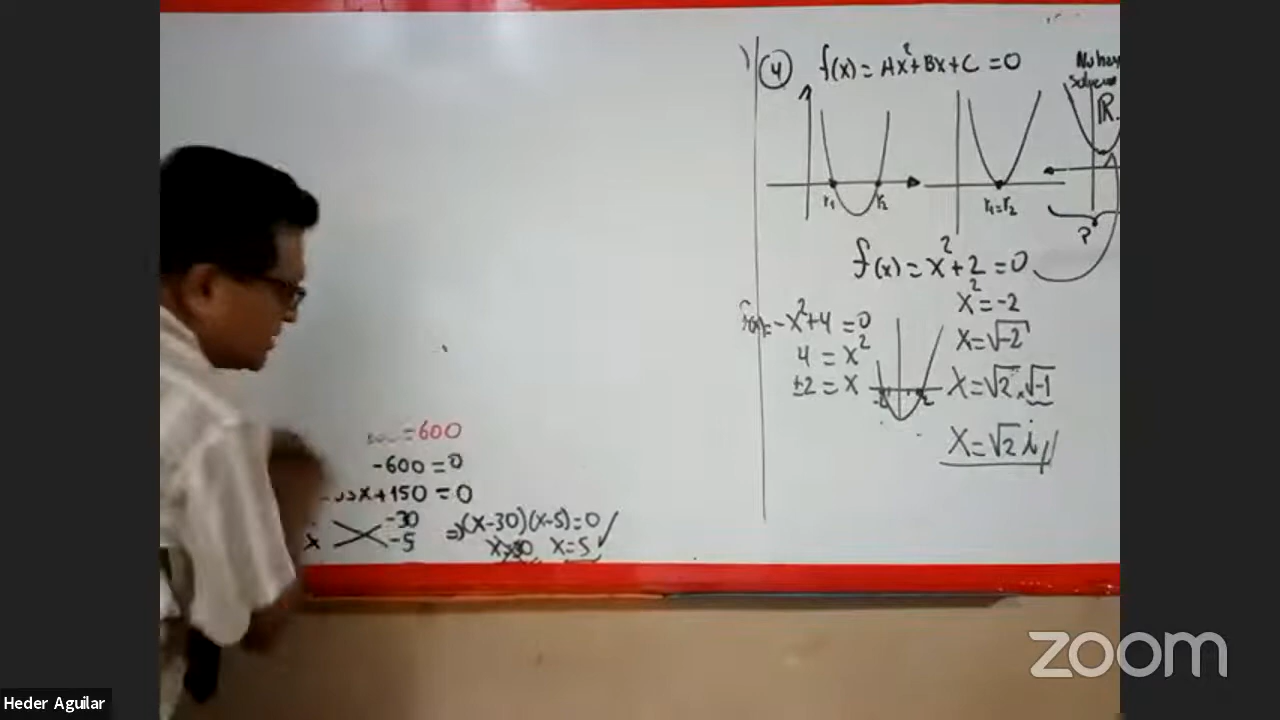 =600
-600=0
x+150=0
-30
x -5
⇒(x-30)(x-5)=0
x=30 x=5
4 f(x)=Ax²+Bx+C=0
No hay
ℝ.
r₁ r₂
r₁=r₂
?
f(x)=x²+2=0
x²=-2
x=√-2
x=√2.√-1
x=√2 i
f(x)=-x²+4=0
4=x²
±2=x
-2 2
zoom
Heder Aguilar